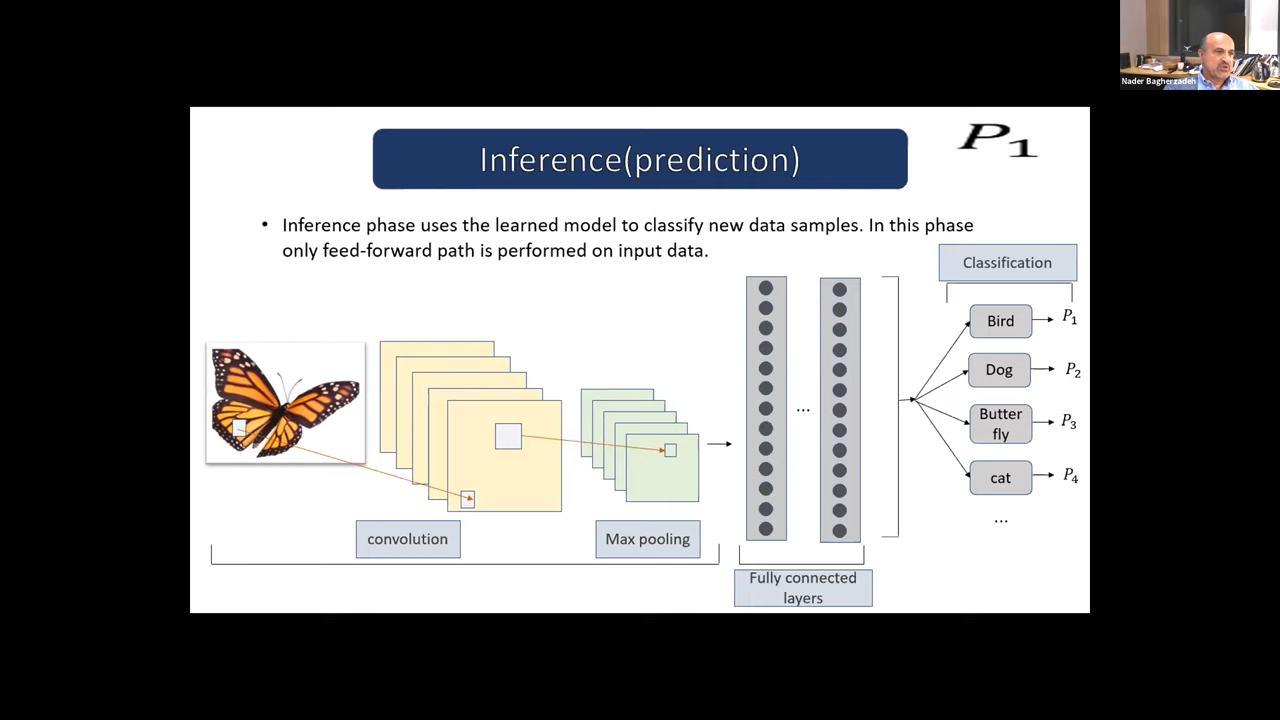 Nader Bagherzadeh
Inference(prediction)
P₁
• Inference phase uses the learned model to classify new data samples. In this phase
only feed-forward path is performed on input data.
Classification
Bird
P₁
Dog
P₂
...
Butter
fly
P₃
cat
P₄
...
convolution
Max pooling
Fully connected
layers